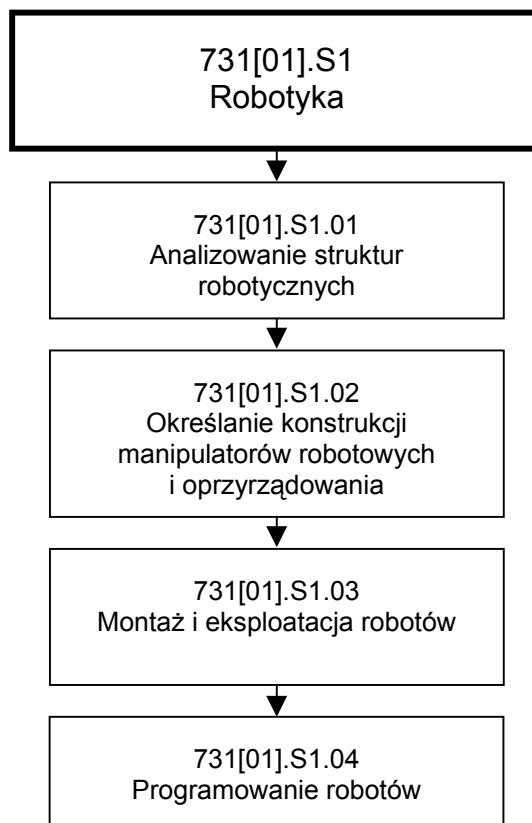 731[01].S1
Robotyka
731[01].S1.01
Analizowanie struktur
robotycznych
731[01].S1.02
Określanie konstrukcji
manipulatorów robotowych
i oprzyrządowania
731[01].S1.03
Montaż i eksploatacja robotów
731[01].S1.04
Programowanie robotów